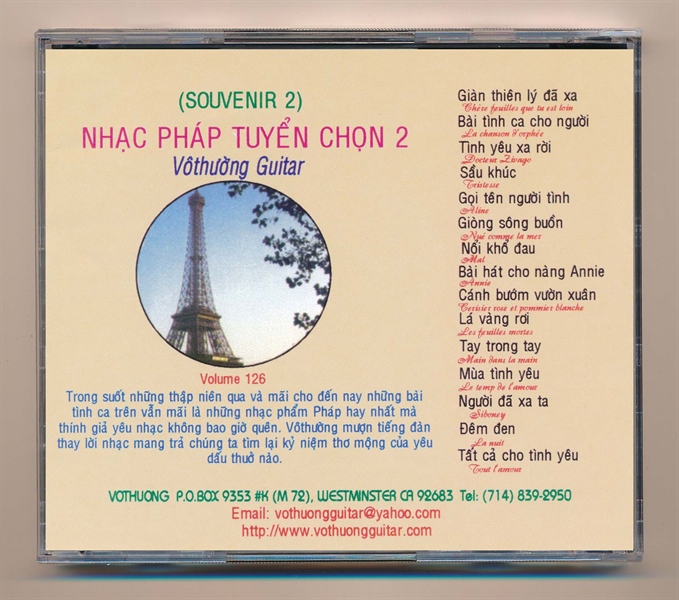 (SOUVENIR 2)
NHẠC PHÁP TUYỂN CHỌN 2
Vôthường Guitar
Volume 126
Trong suốt những thập niên qua và mãi cho đến nay những bài
tình ca trên vẫn mãi là những nhạc phẩm Pháp hay nhất mà
thính giả yêu nhạc không bao giờ quên. Vôthường mượn tiếng đàn
thay lời nhạc mang trả chúng ta tìm lại kỷ niệm thơ mộng của yêu
dấu thuở nào.
Giàn thiên lý đã xa
Chère feuilles que tu est loin
Bài tình ca cho người
La chanson d'orphée
Tình yêu xa rời
Docteur Zivago
Sầu khúc
Tristesse
Gọi tên người tình
Aline
Giòng sông buồn
Nué comme la mer
Nỗi khổ đau
Mal
Bài hát cho nàng Annie
Annie
Cánh bướm vườn xuân
Cerisier rose et pommier blanche
Lá vàng rơi
Les feuilles mortes
Tay trong tay
Main dans la main
Mùa tình yêu
Le temp de l'amour
Người đã xa ta
Siboney
Đêm đen
La nuit
Tất cả cho tình yêu
Tout l'amour
VOTHUONG P.O.BOX 9353 #K (M 72), WESTMINSTER CA 92683 Tel: (714) 839-2950
Email: vothuongguitar@yahoo.com
http://www.vothuongguitar.com